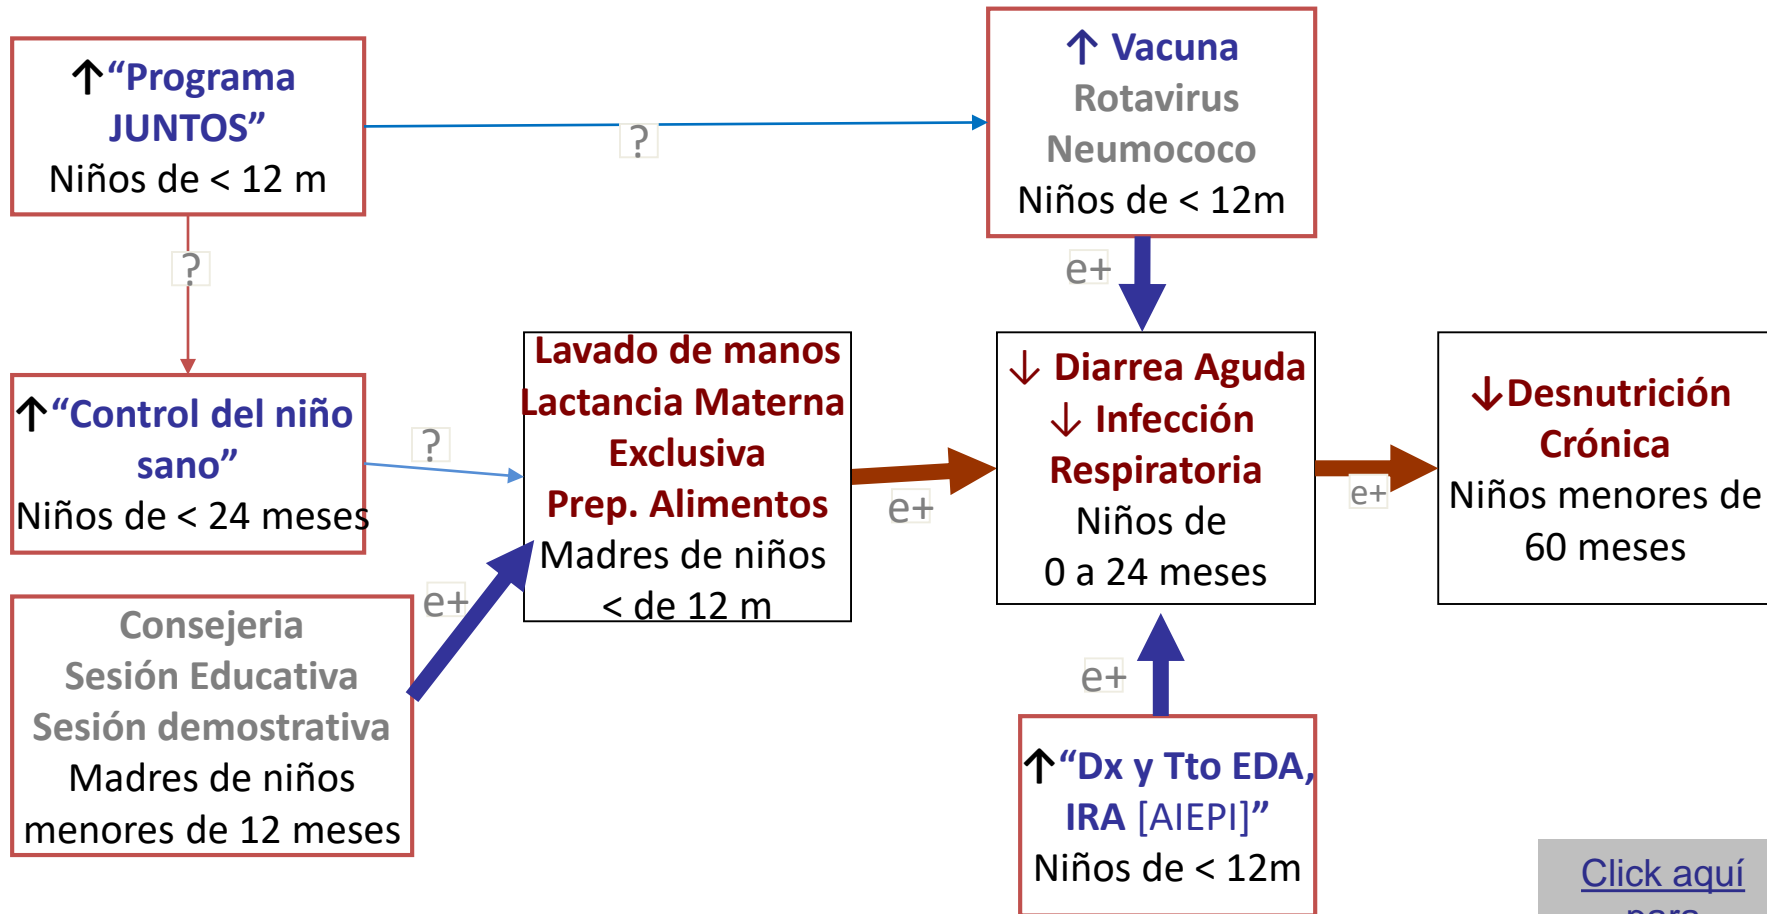 ↑“Programa
JUNTOS”
Niños de < 12 m
?
↑ Vacuna
Rotavirus
Neumococo
Niños de < 12m
?
e+
↑“Control del niño
sano”
Niños de < 24 meses
?
Lavado de manos
Lactancia Materna
Exclusiva
Prep. Alimentos
Madres de niños
< de 12 m
e+
↓ Diarrea Aguda
↓ Infección
Respiratoria
Niños de
0 a 24 meses
e+
↓Desnutrición
Crónica
Niños menores de
60 meses
Consejeria
Sesión Educativa
Sesión demostrativa
Madres de niños
menores de 12 meses
e+
e+
↑“Dx y Tto EDA,
IRA [AIEPI]”
Niños de < 12m
Click aquí
para